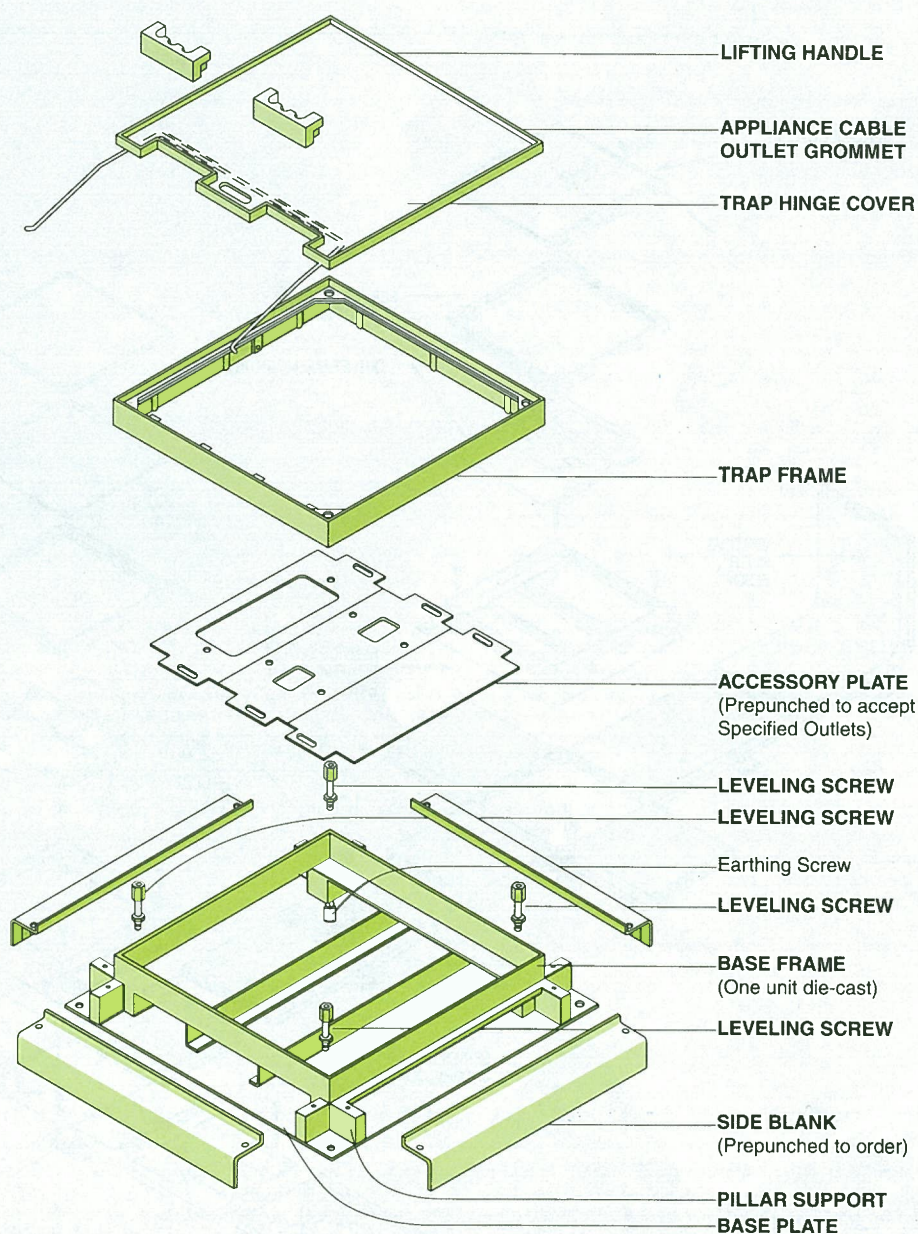 LIFTING HANDLE
APPLIANCE CABLE
OUTLET GROMMET
TRAP HINGE COVER
TRAP FRAME
ACCESSORY PLATE
(Prepunched to accept
Specified Outlets)
LEVELING SCREW
LEVELING SCREW
Earthing Screw
LEVELING SCREW
BASE FRAME
(One unit die-cast)
LEVELING SCREW
SIDE BLANK
(Prepunched to order)
PILLAR SUPPORT
BASE PLATE